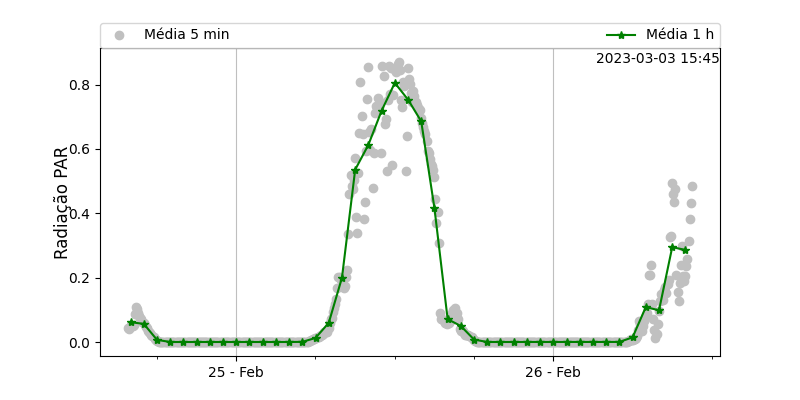 Média 5 min
Média 1 h
2023-03-03 15:45
Radiação PAR
0.8
0.6
0.4
0.2
0.0
25 - Feb
26 - Feb